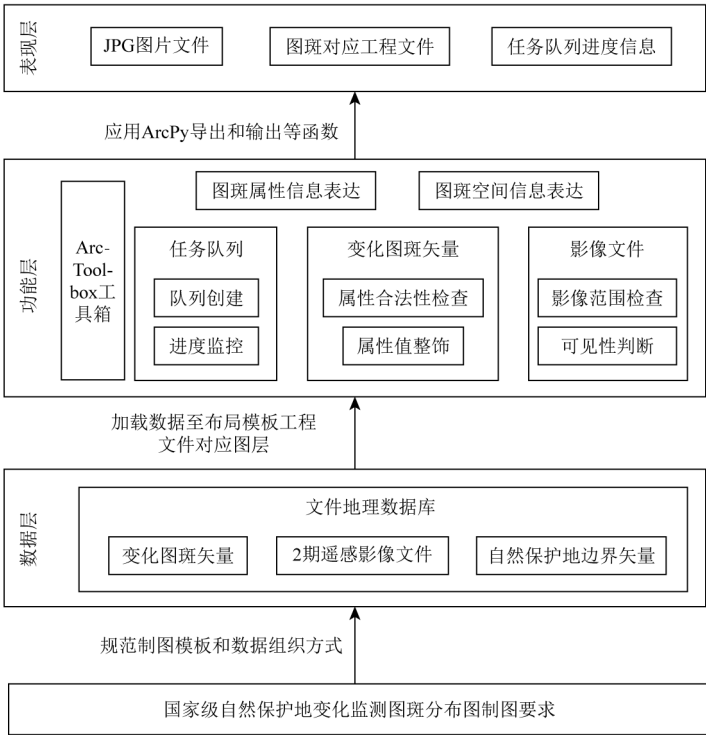 表现层
JPG图片文件
图斑对应工程文件
任务队列进度信息
应用ArcPy导出和输出等函数
功能层
图斑属性信息表达
图斑空间信息表达
Arc-
Tool-
box工
具箱
任务队列
队列创建
进度监控
变化图斑矢量
属性合法性检查
属性值整饰
影像文件
影像范围检查
可见性判断
加载数据至布局模板工程
文件对应图层
数据层
文件地理数据库
变化图斑矢量
2期遥感影像文件
自然保护地边界矢量
规范制图模板和数据组织方式
国家级自然保护地变化监测图斑分布图制图要求